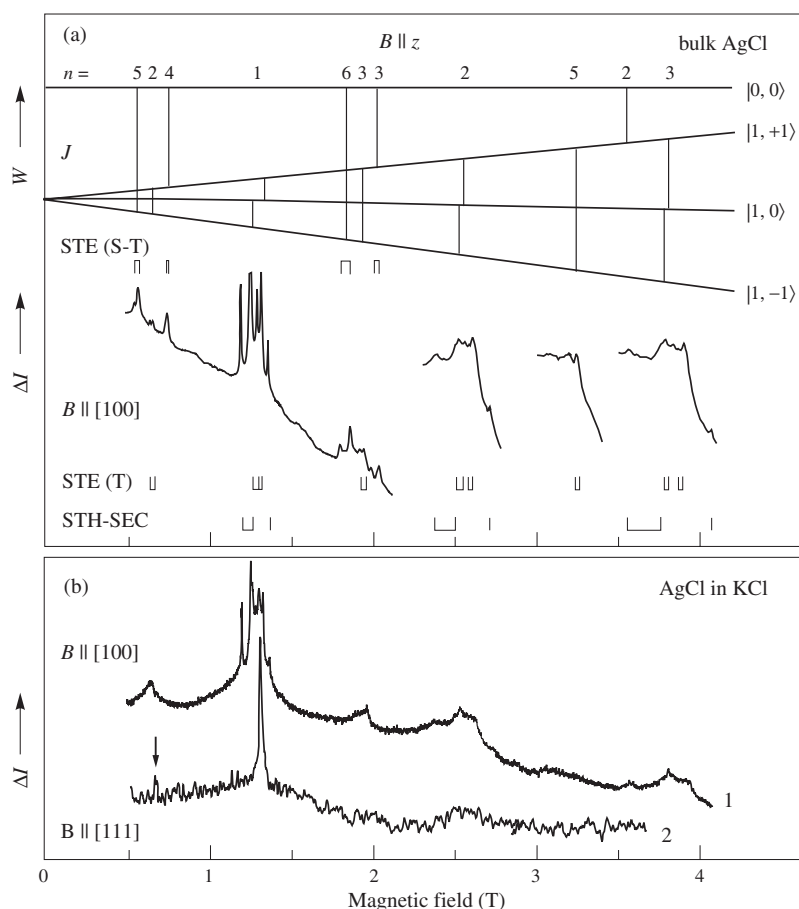 (a)
B || z
bulk AgCl
n =
5 2 4 1 6 3 3 2 5 2 3
|0, 0⟩
|1, +1⟩
J
W
|1, 0⟩
STE (S-T)
|1, −1⟩
ΔI
B || [100]
STE (T)
STH-SEC
(b)
AgCl in KCl
B || [100]
ΔI
1
B || [111]
2
0 1 2 3 4
Magnetic field (T)